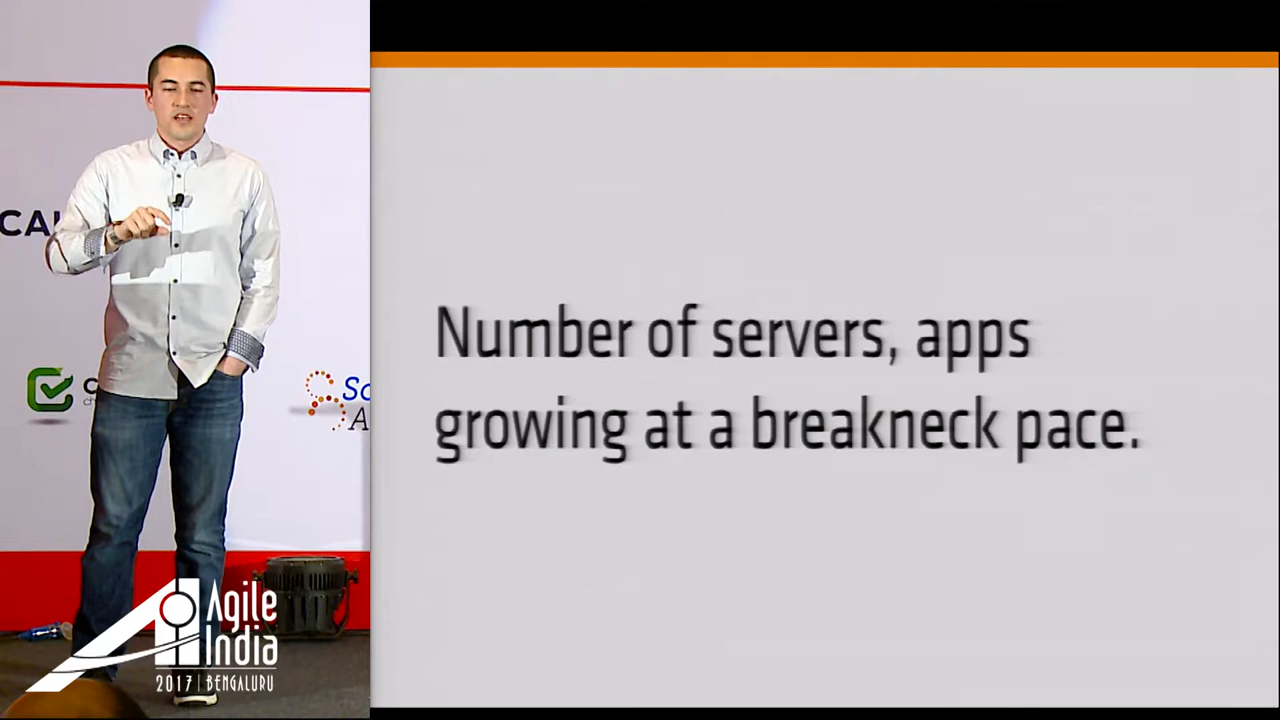 Number of servers, apps
growing at a breakneck pace.
Agile
India
2017 | BENGALURU